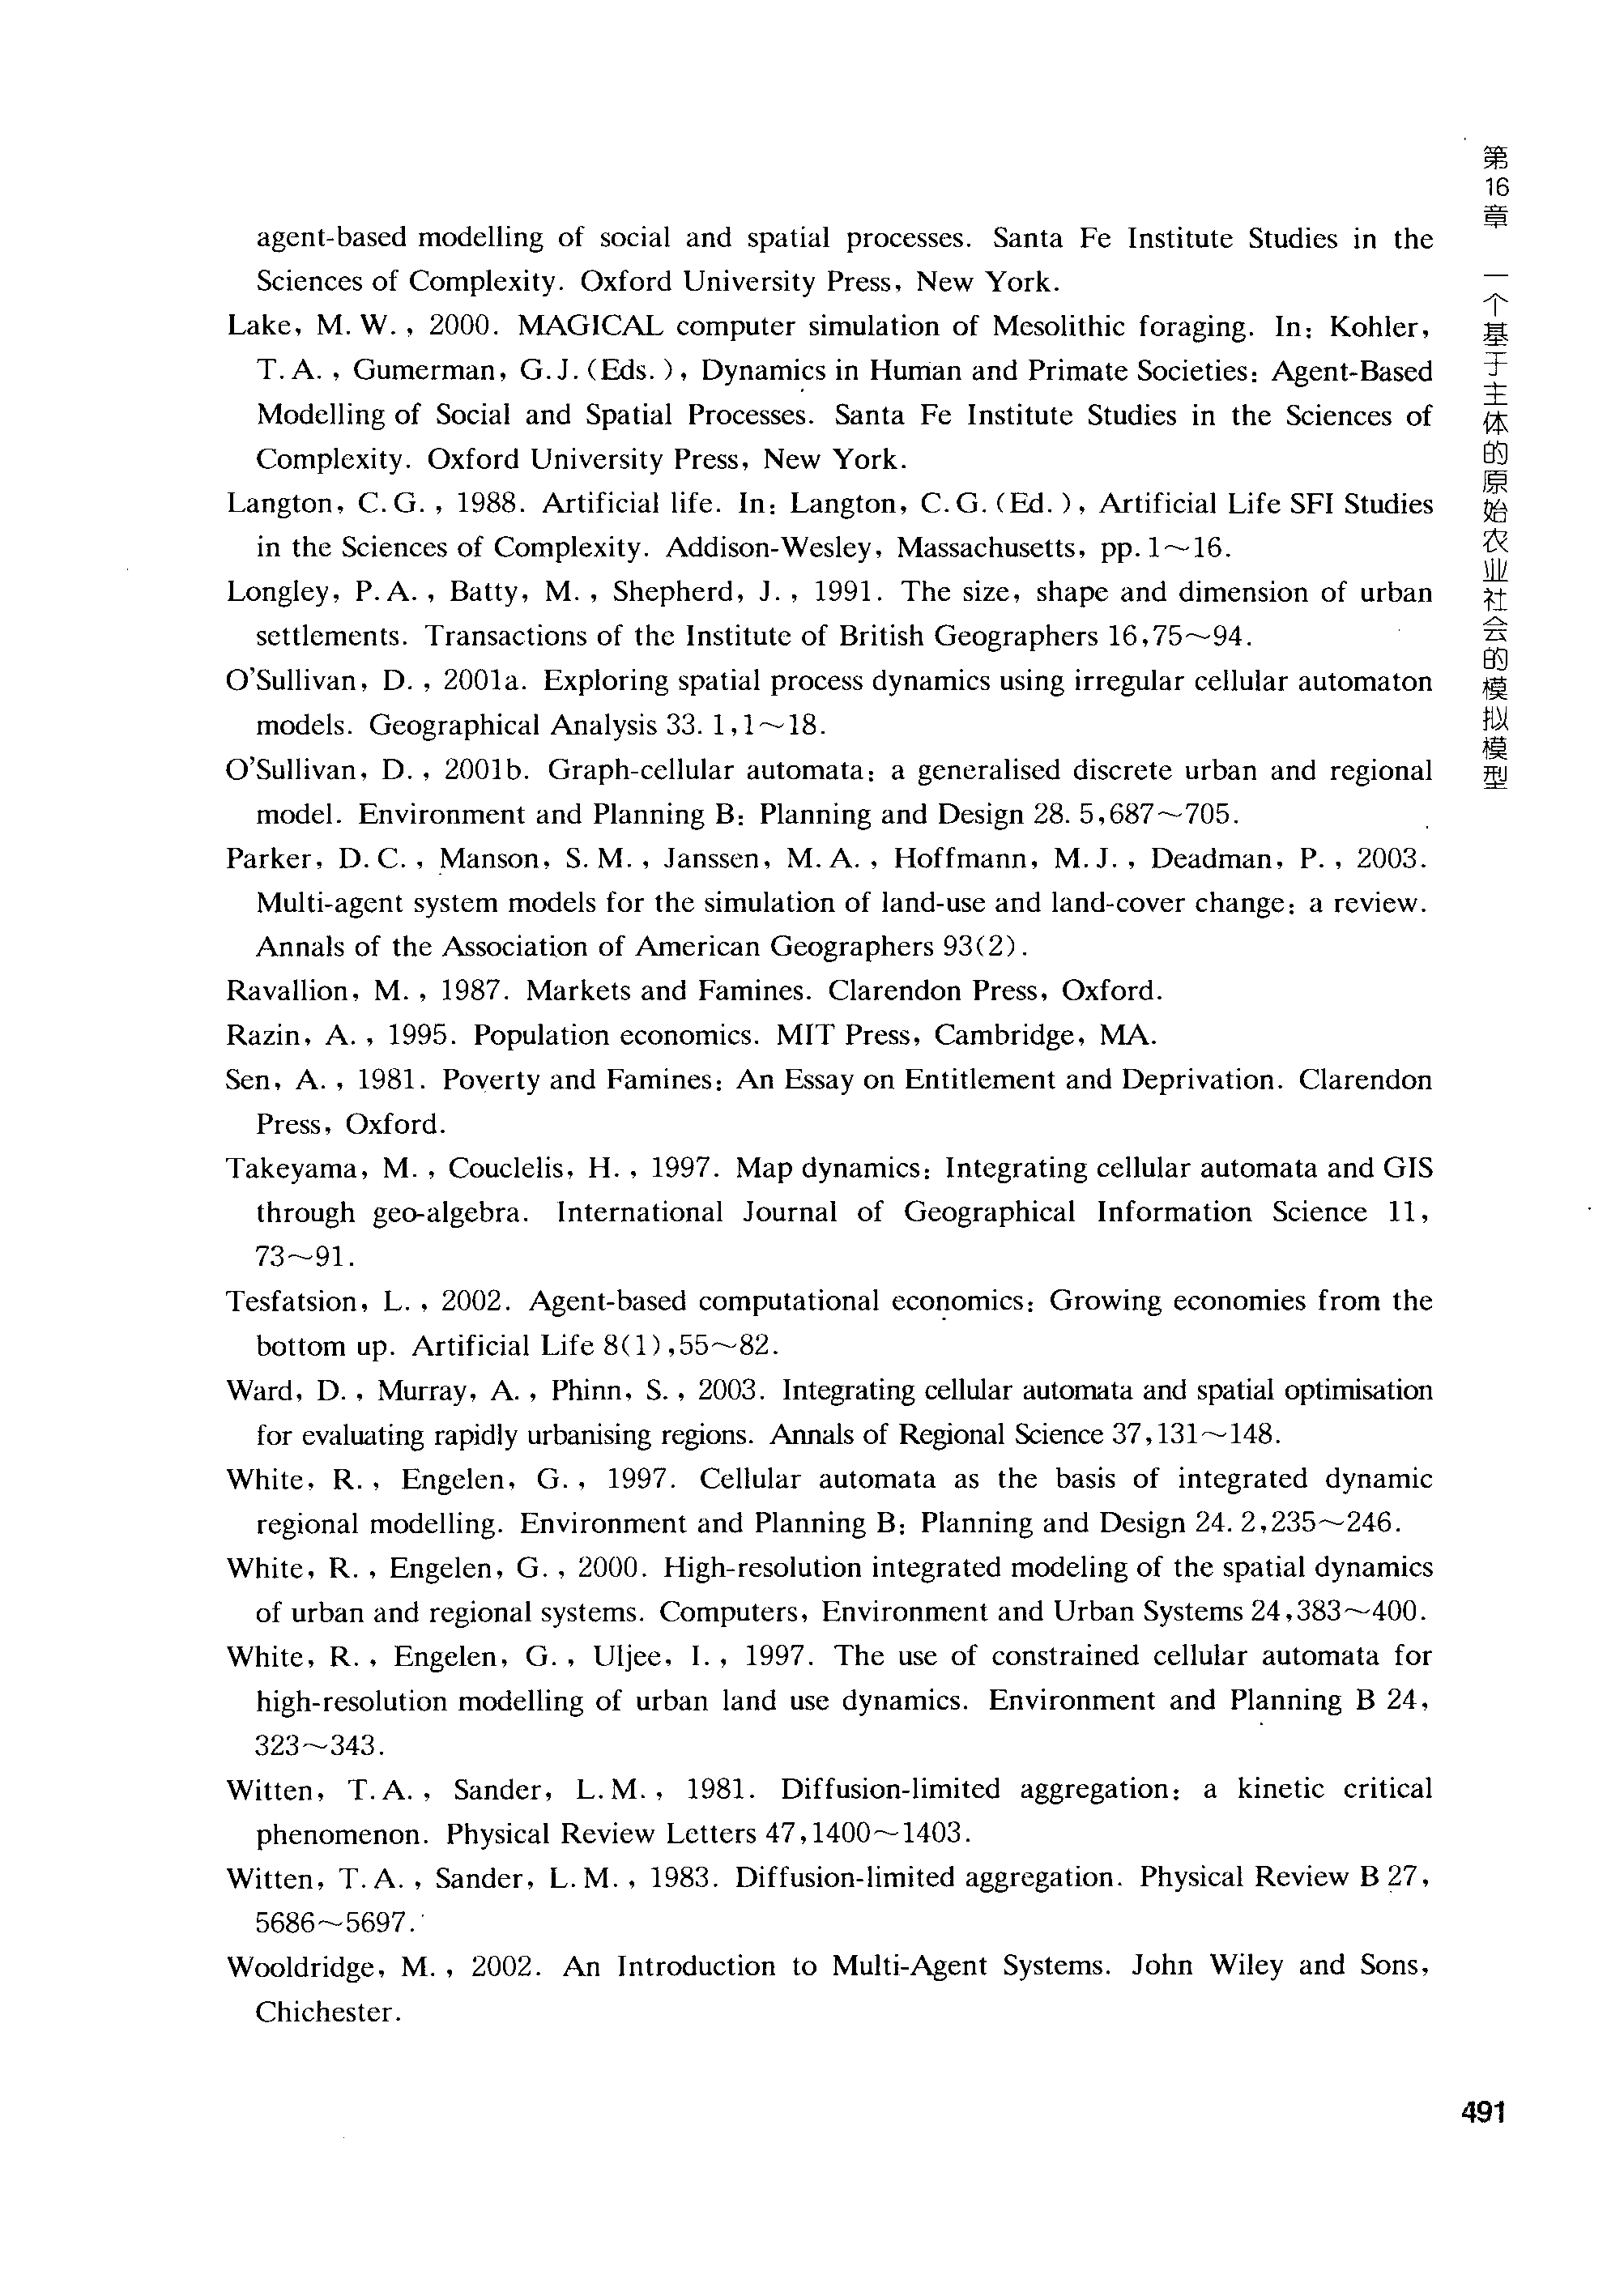 agent-based modelling of social and spatial processes. Santa Fe Institute Studies in the
Sciences of Complexity. Oxford University Press, New York.
Lake, M. W. , 2000. MAGICAL computer simulation of Mesolithic foraging. In: Kohler,
T. A. , Gumerman, G. J. (Eds. ), Dynamics in Human and Primate Societies: Agent-Based
Modelling of Social and Spatial Processes. Santa Fe Institute Studies in the Sciences of
Complexity. Oxford University Press, New York.
Langton, C. G. , 1988. Artificial life. In: Langton, C. G. (Ed. ), Artificial Life SFI Studies
in the Sciences of Complexity. Addison-Wesley, Massachusetts, pp. 1～16.
Longley, P. A. , Batty, M. , Shepherd, J. , 1991. The size, shape and dimension of urban
settlements. Transactions of the Institute of British Geographers 16,75～94.
O'Sullivan, D. , 2001a. Exploring spatial process dynamics using irregular cellular automaton
models. Geographical Analysis 33. 1,1～18.
O'Sullivan, D. , 2001b. Graph-cellular automata: a generalised discrete urban and regional
model. Environment and Planning B: Planning and Design 28. 5,687～705.
Parker, D. C. , Manson, S. M. , Janssen, M. A. , Hoffmann, M. J. , Deadman, P. , 2003.
Multi-agent system models for the simulation of land-use and land-cover change: a review.
Annals of the Association of American Geographers 93(2).
Ravallion, M. , 1987. Markets and Famines. Clarendon Press, Oxford.
Razin, A. , 1995. Population economics. MIT Press, Cambridge, MA.
Sen, A. , 1981. Poverty and Famines: An Essay on Entitlement and Deprivation. Clarendon
Press, Oxford.
Takeyama, M. , Couclelis, H. , 1997. Map dynamics: Integrating cellular automata and GIS
through geo-algebra. International Journal of Geographical Information Science 11,
73～91.
Tesfatsion, L. , 2002. Agent-based computational economics: Growing economies from the
bottom up. Artificial Life 8(1),55～82.
Ward, D. , Murray, A. , Phinn, S. , 2003. Integrating cellular automata and spatial optimisation
for evaluating rapidly urbanising regions. Annals of Regional Science 37,131～148.
White, R. , Engelen, G. , 1997. Cellular automata as the basis of integrated dynamic
regional modelling. Environment and Planning B: Planning and Design 24. 2,235～246.
White, R. , Engelen, G. , 2000. High-resolution integrated modeling of the spatial dynamics
of urban and regional systems. Computers, Environment and Urban Systems 24,383～400.
White, R. , Engelen, G. , Uljee, I. , 1997. The use of constrained cellular automata for
high-resolution modelling of urban land use dynamics. Environment and Planning B 24,
323～343.
Witten, T. A. , Sander, L. M. , 1981. Diffusion-limited aggregation: a kinetic critical
phenomenon. Physical Review Letters 47,1400～1403.
Witten, T. A. , Sander, L. M. , 1983. Diffusion-limited aggregation. Physical Review B 27,
5686～5697.
Wooldridge, M. , 2002. An Introduction to Multi-Agent Systems. John Wiley and Sons,
Chichester.
第16章 一个基于主体的原始农业社会的模拟模型
491